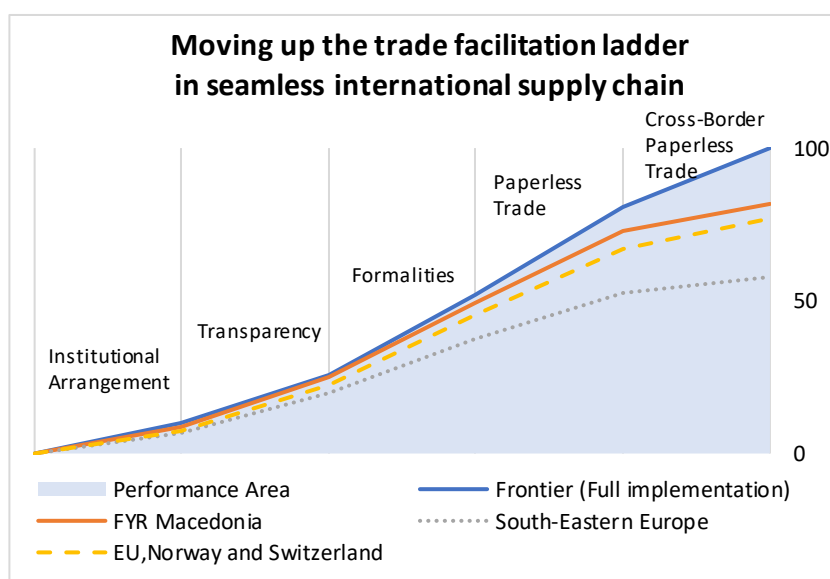 Moving up the trade facilitation ladder
in seamless international supply chain
Cross-Border
Paperless
Trade
100
Paperless
Trade
Formalities
50
Transparency
Institutional
Arrangement
0
Performance Area
Frontier (Full implementation)
FYR Macedonia
South-Eastern Europe
EU,Norway and Switzerland